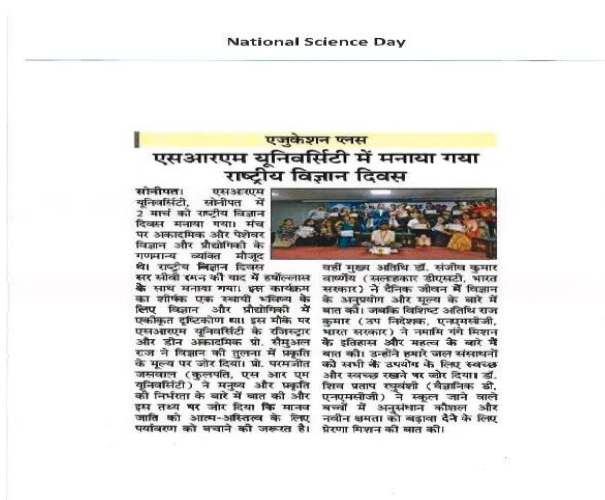 National Science Day
एजुकेशन प्लस
एसआरएम यूनिवर्सिटी में मनाया गया
राष्ट्रीय विज्ञान दिवस
सोनीपत। एसआरएम
यूनिवर्सिटी, सोनीपत में
2 मार्च को राष्ट्रीय विज्ञान
दिवस मनाया गया। मंच
पर अकादमिक और पेशेवर
विज्ञान और प्रौद्योगिकी के
गणमान्य व्यक्ति मौजूद
थे। राष्ट्रीय विज्ञान दिवस
सर सीवी रमन की याद में हर्षोल्लास
के साथ मनाया गया। इस कार्यक्रम
का शीर्षक एक स्थायी भविष्य के
लिए विज्ञान और प्रौद्योगिकी में
एकीकृत दृष्टिकोण था। इस मौके पर
एसआरएम यूनिवर्सिटी के रजिस्ट्रार
और डीन अकादमिक प्रो. सैमुअल
राज ने विज्ञान की तुलना में प्रकृति
के मूल्य पर जोर दिया। प्रो. परमजीत
जसवाल (कुलपति, एस आर एम
यूनिवर्सिटी) ने मनुष्य और प्रकृति
की निर्भरता के बारे में बात की और
इस तथ्य पर जोर दिया कि मानव
जाति को आत्म-अस्तित्व के लिए
पर्यावरण को बचाने की जरूरत है।
वहीं मुख्य अतिथि डॉ. संजीव कुमार
वार्ष्णेय (सलाहकार डीएसटी, भारत
सरकार) ने दैनिक जीवन में विज्ञान
के अनुप्रयोग और मूल्य के बारे में
बात की। जबकि विशिष्ट अतिथि राज
कुमार (उप निदेशक, एनएमसीजी,
भारत सरकार) ने नमामि गंगे मिशन
के इतिहास और महत्व के बारे में
बात की। उन्होंने हमारे जल संसाधनों
को सभी के उपयोग के लिए स्वच्छ
और स्वच्छ रखने पर जोर दिया। डॉ.
शिव प्रताप रघुवंशी (वैज्ञानिक डी,
एनएमसीजी) ने स्कूल जाने वाले
बच्चों में अनुसंधान कौशल और
नवीन क्षमता को बढ़ावा देने के लिए
प्रेरणा मिशन की बात की।